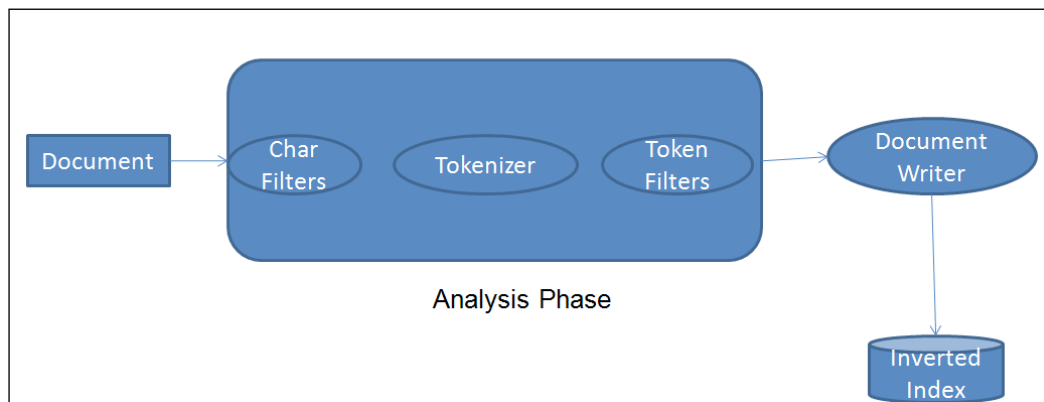 Document
Char
Filters
Tokenizer
Token
Filters
Document
Writer
Analysis Phase
Inverted
Index